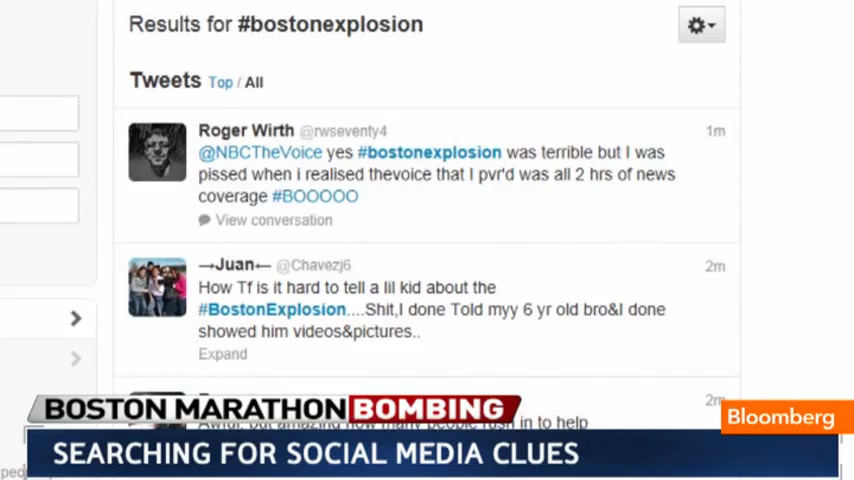 Results for #bostonexplosion
Tweets Top / All
Roger Wirth @rwseventy4 1m
@NBCTheVoice yes #bostonexplosion was terrible but I was
pissed when i realised thevoice that I pvr'd was all 2 hrs of news
coverage #BOOOOO
View conversation
→Juan← @Chavezj6 2m
How Tf is it hard to tell a lil kid about the
#BostonExplosion....Shit,I done Told myy 6 yr old bro&I done
showed him videos&pictures..
Expand
2m
in to help
BOSTON MARATHON BOMBING
Bloomberg
SEARCHING FOR SOCIAL MEDIA CLUES